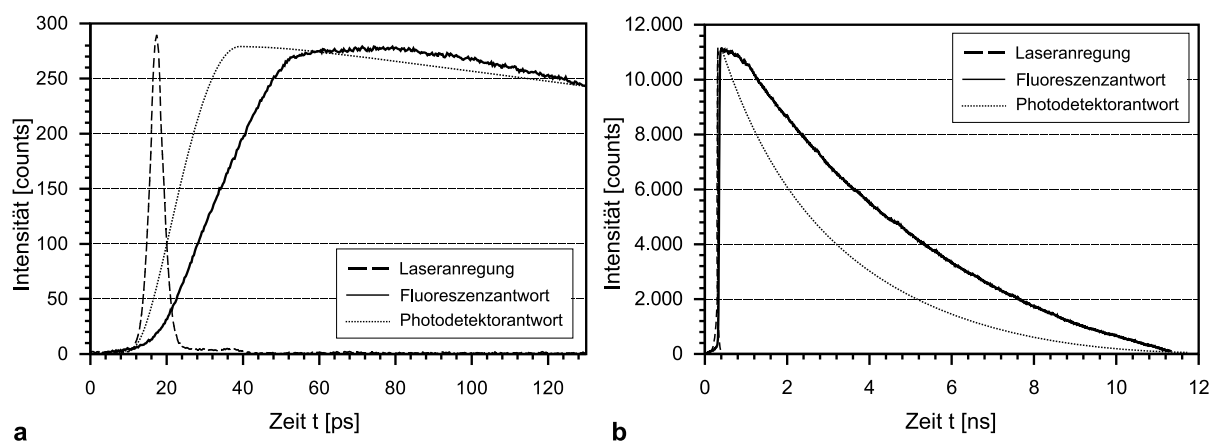 300
250
200
150
100
50
0
Intensität [counts]
Laseranregung
Fluoreszenzantwort
Photodetektorantwort
0 20 40 60 80 100 120
Zeit t [ps]
a
12.000
10.000
8.000
6.000
4.000
2.000
0
Intensität [counts]
Laseranregung
Fluoreszenzantwort
Photodetektorantwort
0 2 4 6 8 10 12
Zeit t [ns]
b